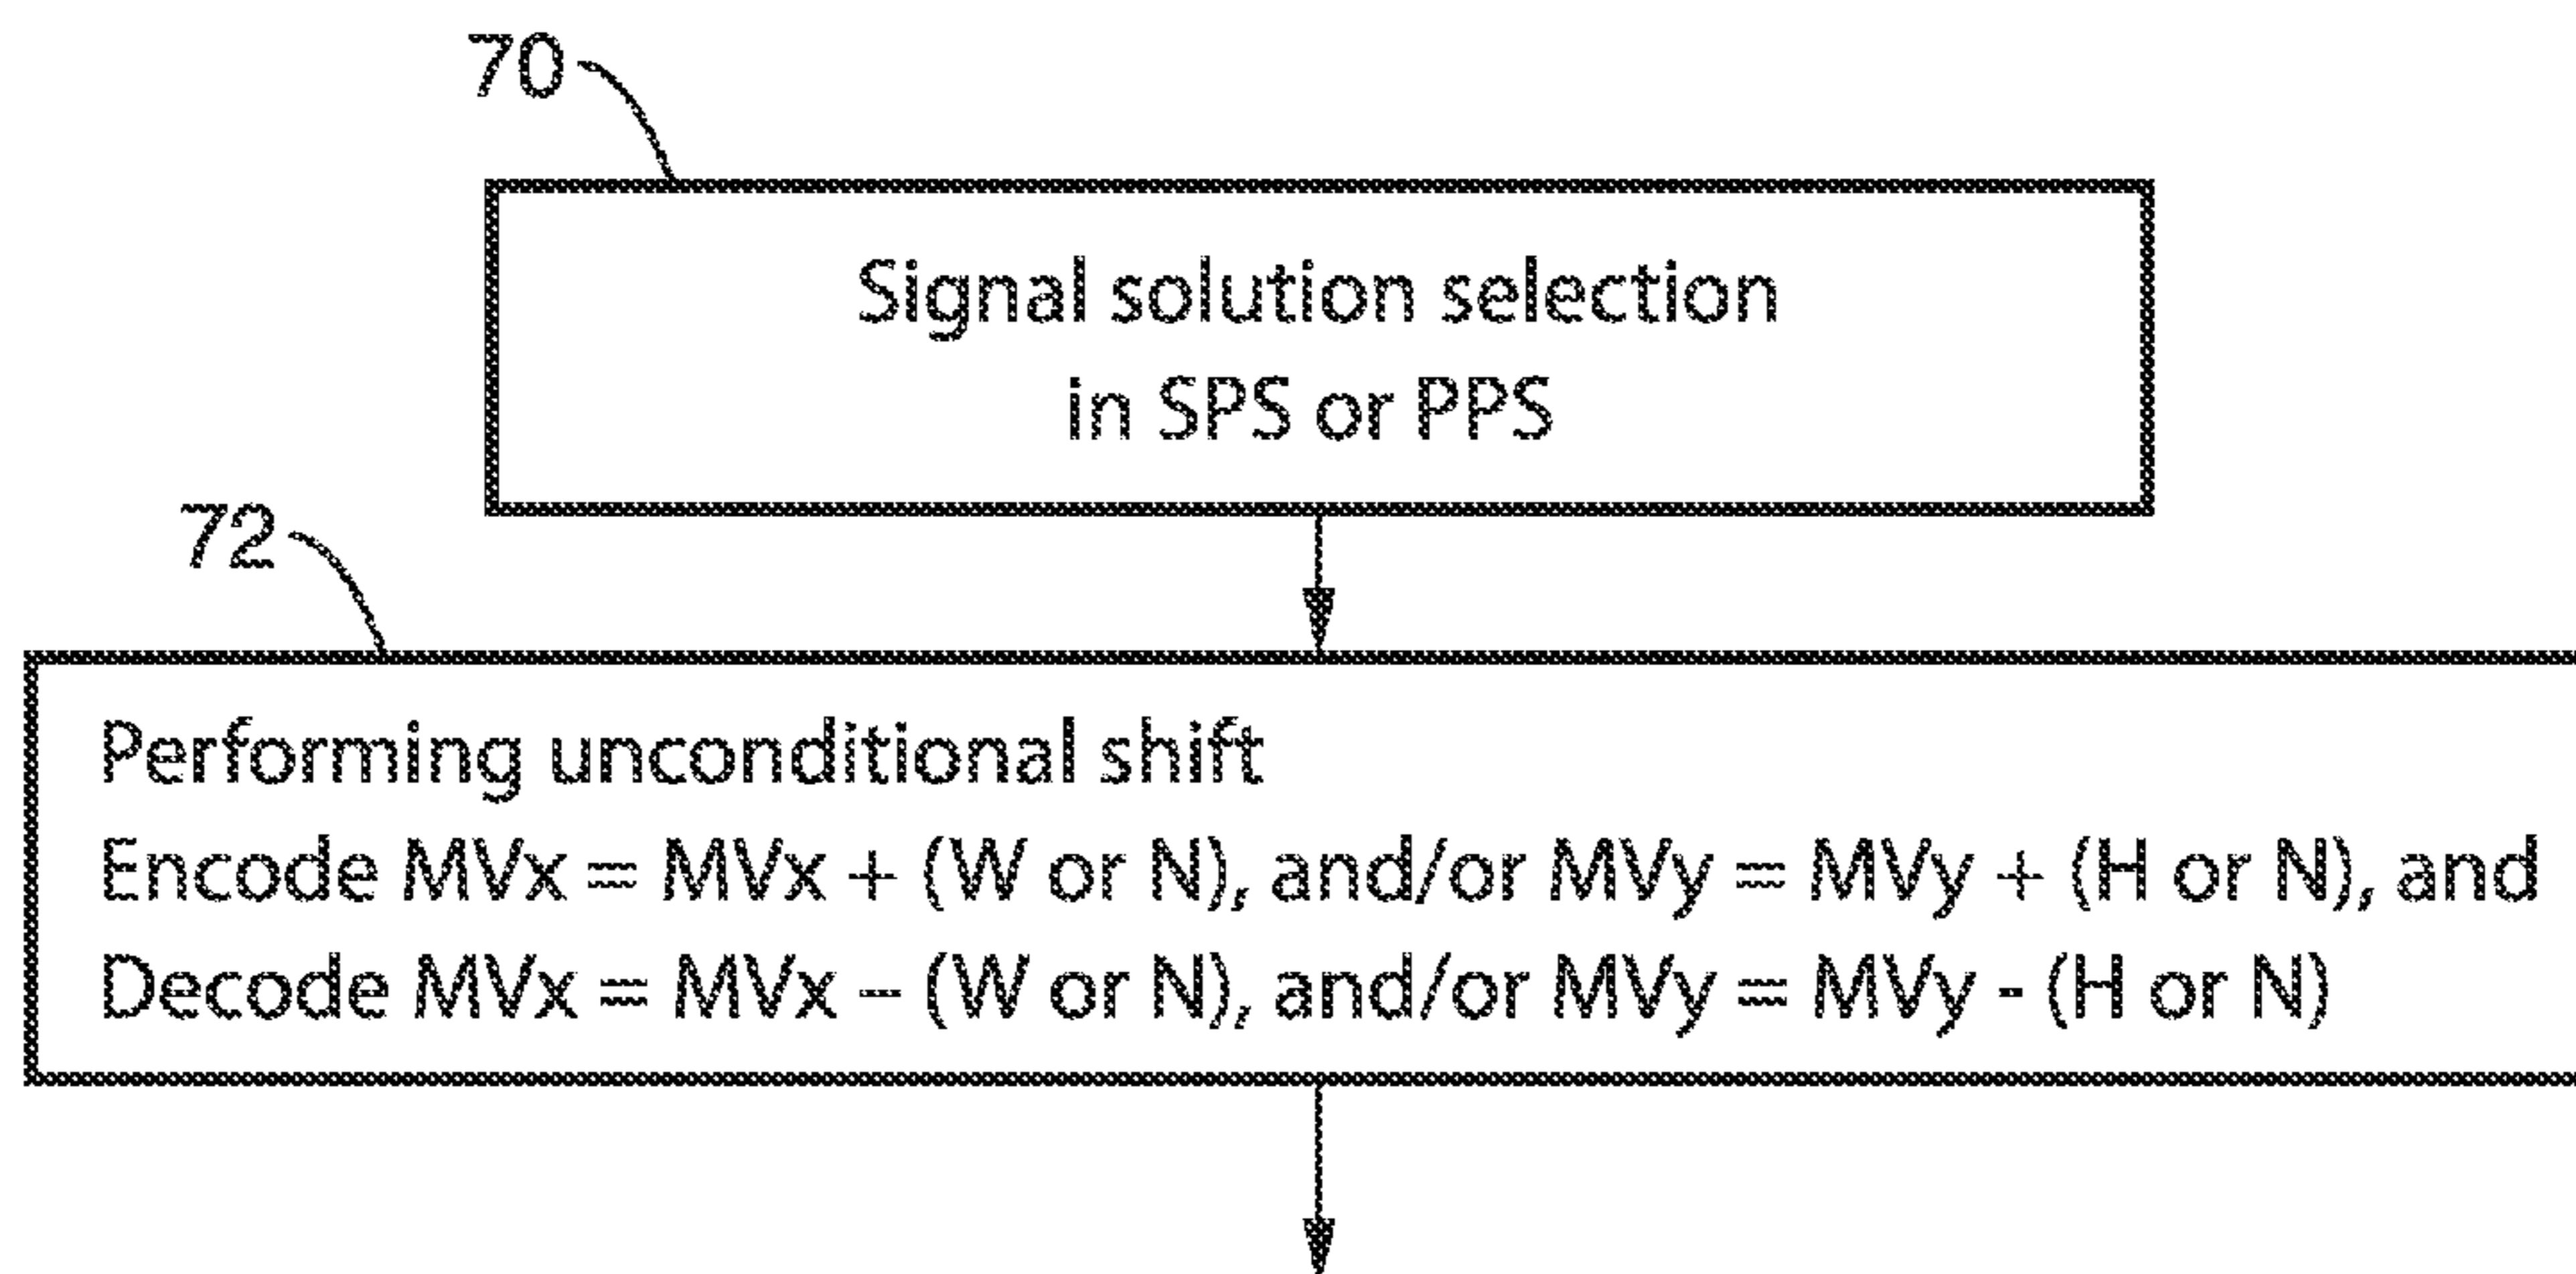 70
Signal solution selection
in SPS or PPS
72
Performing unconditional shift
Encode MVx = MVx + (W or N), and/or MVy = MVy + (H or N), and
Decode MVx = MVx – (W or N), and/or MVy = MVy - (H or N)